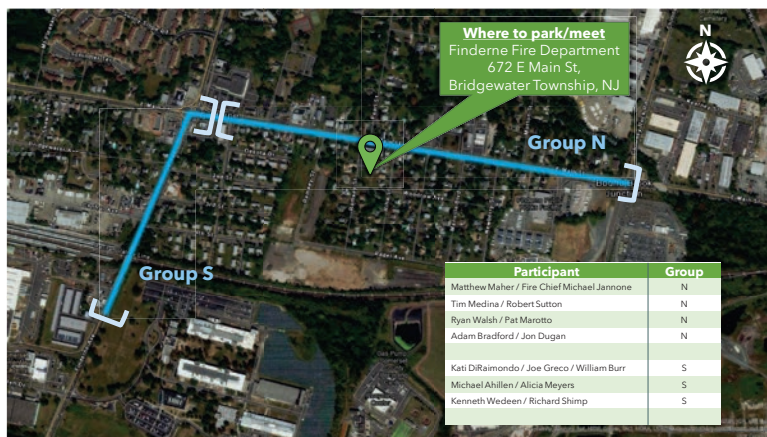 Where to park/meet
Finderne Fire Department
672 E Main St,
Bridgewater Township, NJ
N
Group N
Group S
Participant Group
Matthew Maher / Fire Chief Michael Jannone N
Tim Medina / Robert Sutton N
Ryan Walsh / Pat Marotto N
Adam Bradford / Jon Dugan N
Kati DiRaimondo / Joe Greco / William Burr S
Michael Ahillen / Alicia Meyers S
Kenneth Wedeen / Richard Shimp S